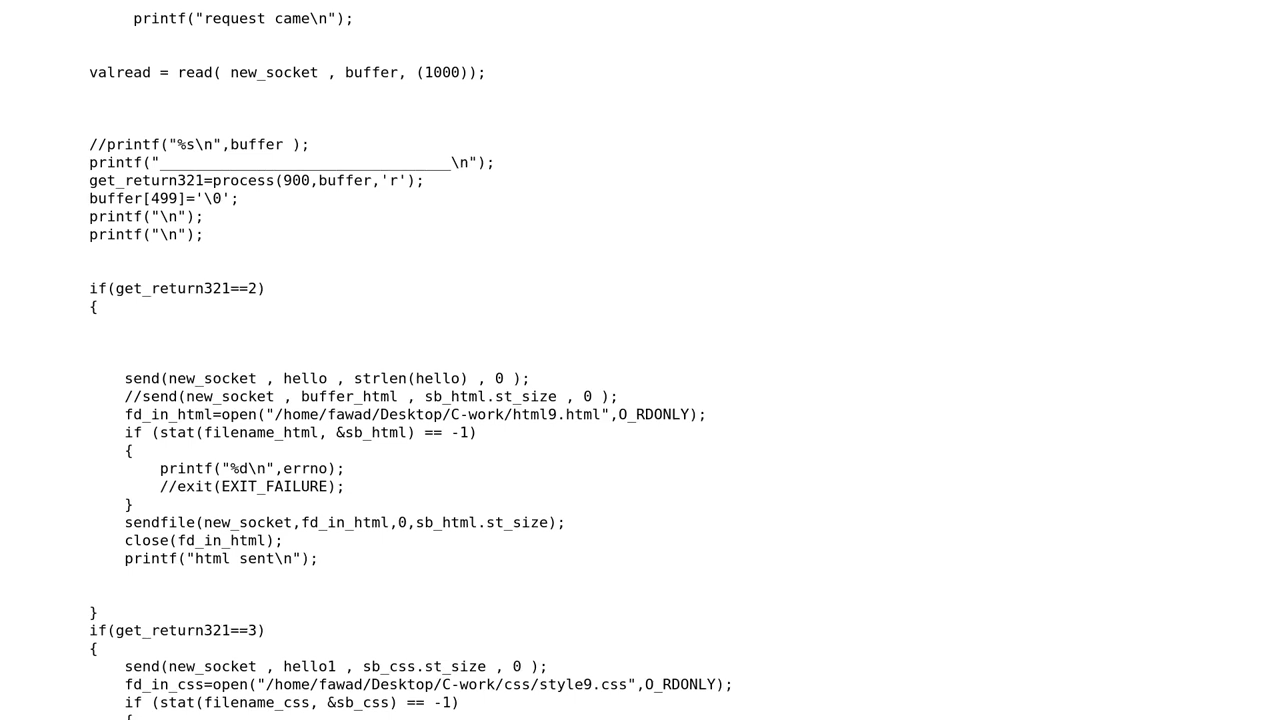 printf("request came\n");
valread = read( new_socket , buffer, (1000));
//printf("%s\n",buffer );
printf("_________________________________\n");
get_return321=process(900,buffer,'r');
buffer[499]='\0';
printf("\n");
printf("\n");
if(get_return321==2)
{
send(new_socket , hello , strlen(hello) , 0 );
//send(new_socket , buffer_html , sb_html.st_size , 0 );
fd_in_html=open("/home/fawad/Desktop/C-work/html9.html",O_RDONLY);
if (stat(filename_html, &sb_html) == -1)
{
printf("%d\n",errno);
//exit(EXIT_FAILURE);
}
sendfile(new_socket,fd_in_html,0,sb_html.st_size);
close(fd_in_html);
printf("html sent\n");
}
if(get_return321==3)
{
send(new_socket , hello1 , sb_css.st_size , 0 );
fd_in_css=open("/home/fawad/Desktop/C-work/css/style9.css",O_RDONLY);
if (stat(filename_css, &sb_css) == -1)
{